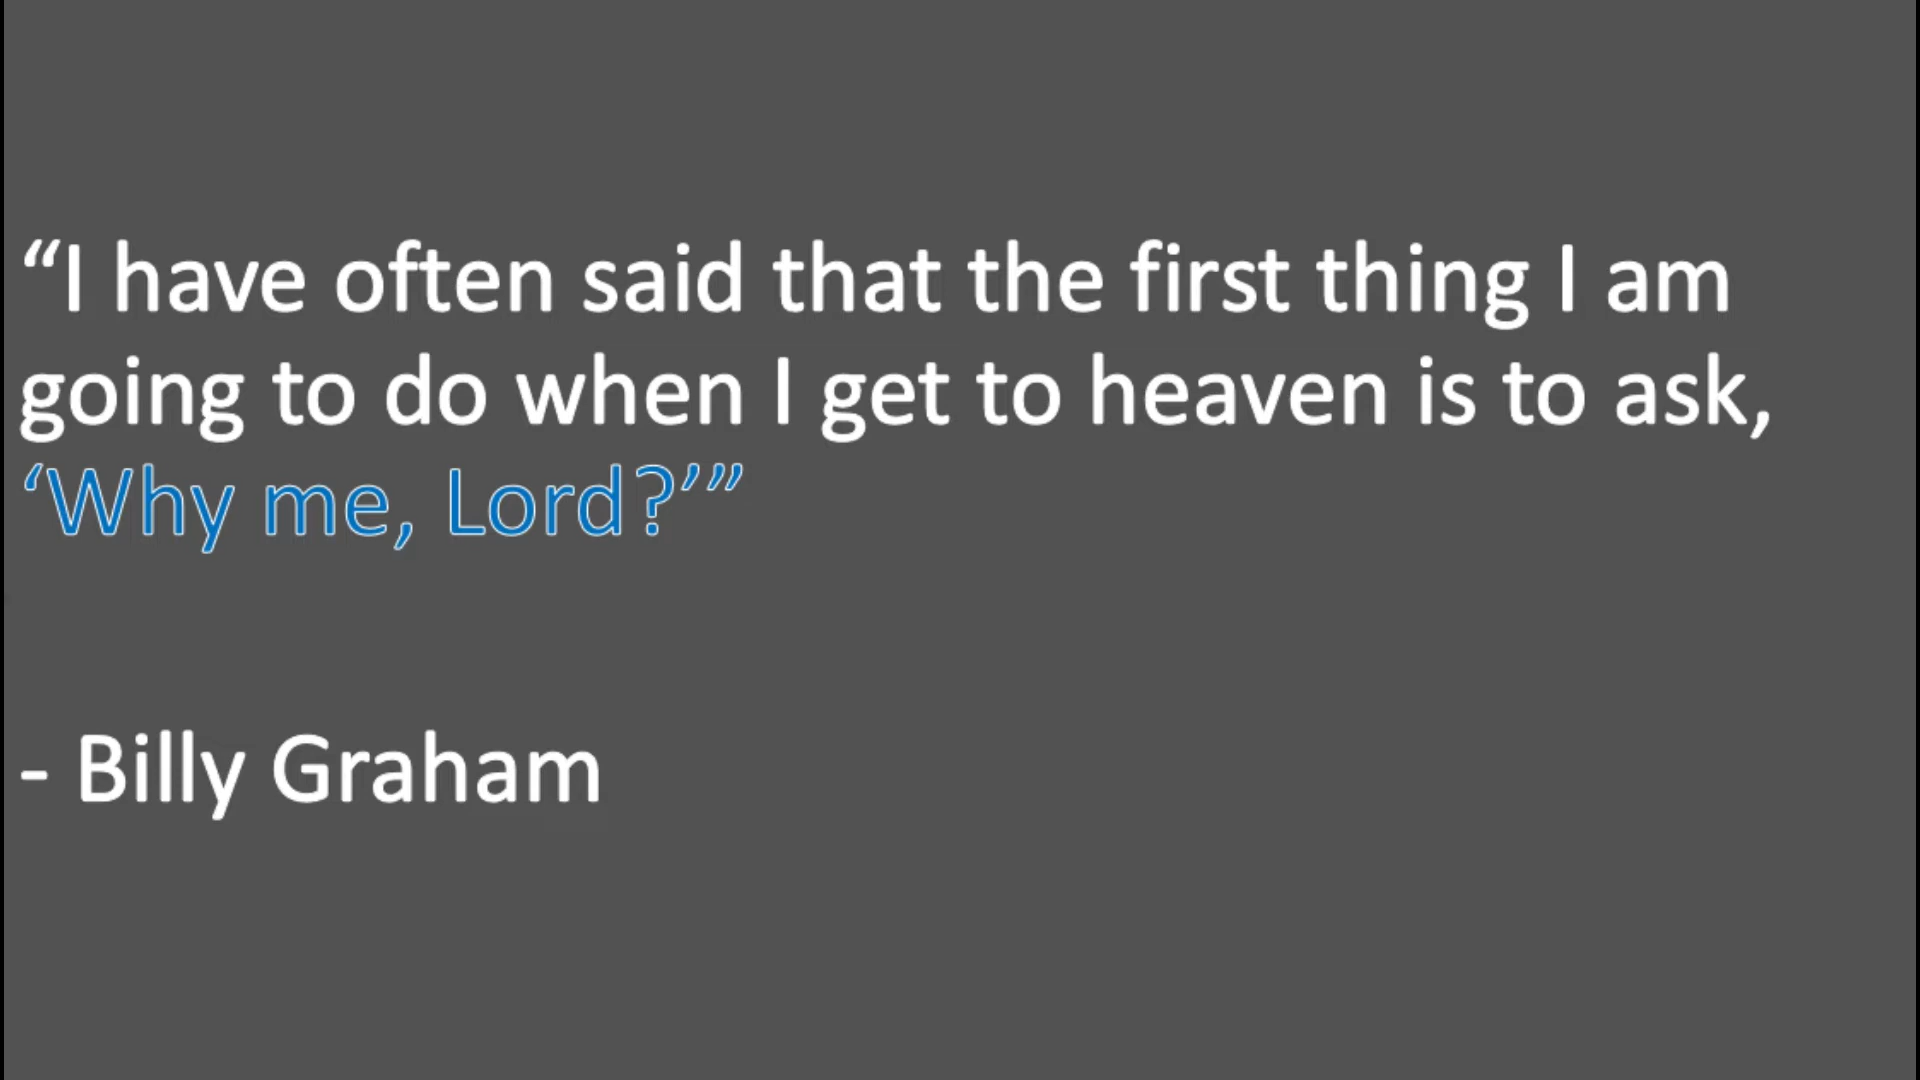 “I have often said that the first thing I am
going to do when I get to heaven is to ask,
‘Why me, Lord?’”
- Billy Graham